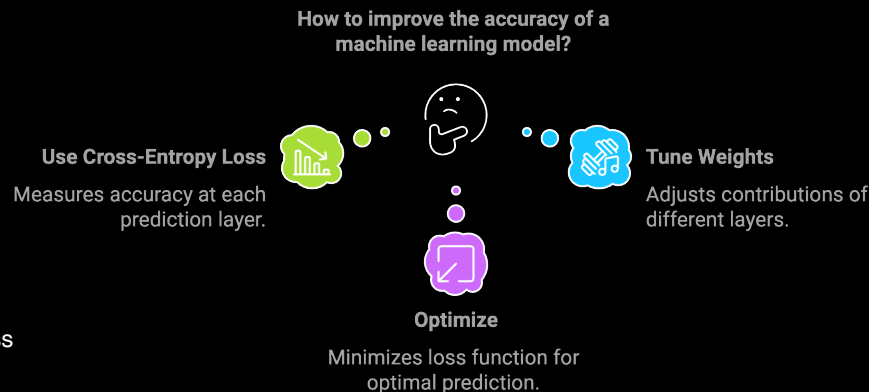 How to improve the accuracy of a
machine learning model?
Use Cross-Entropy Loss
Measures accuracy at each
prediction layer.
Tune Weights
Adjusts contributions of
different layers.
Optimize
Minimizes loss function for
optimal prediction.